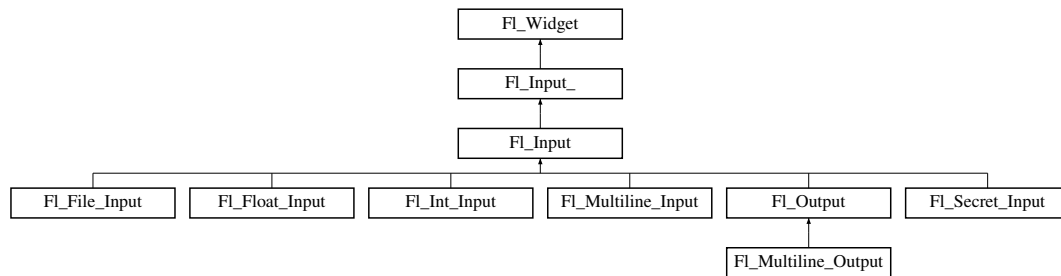 Fl_Widget
Fl_Input_
Fl_Input
Fl_File_Input
Fl_Float_Input
Fl_Int_Input
Fl_Multiline_Input
Fl_Output
Fl_Secret_Input
Fl_Multiline_Output